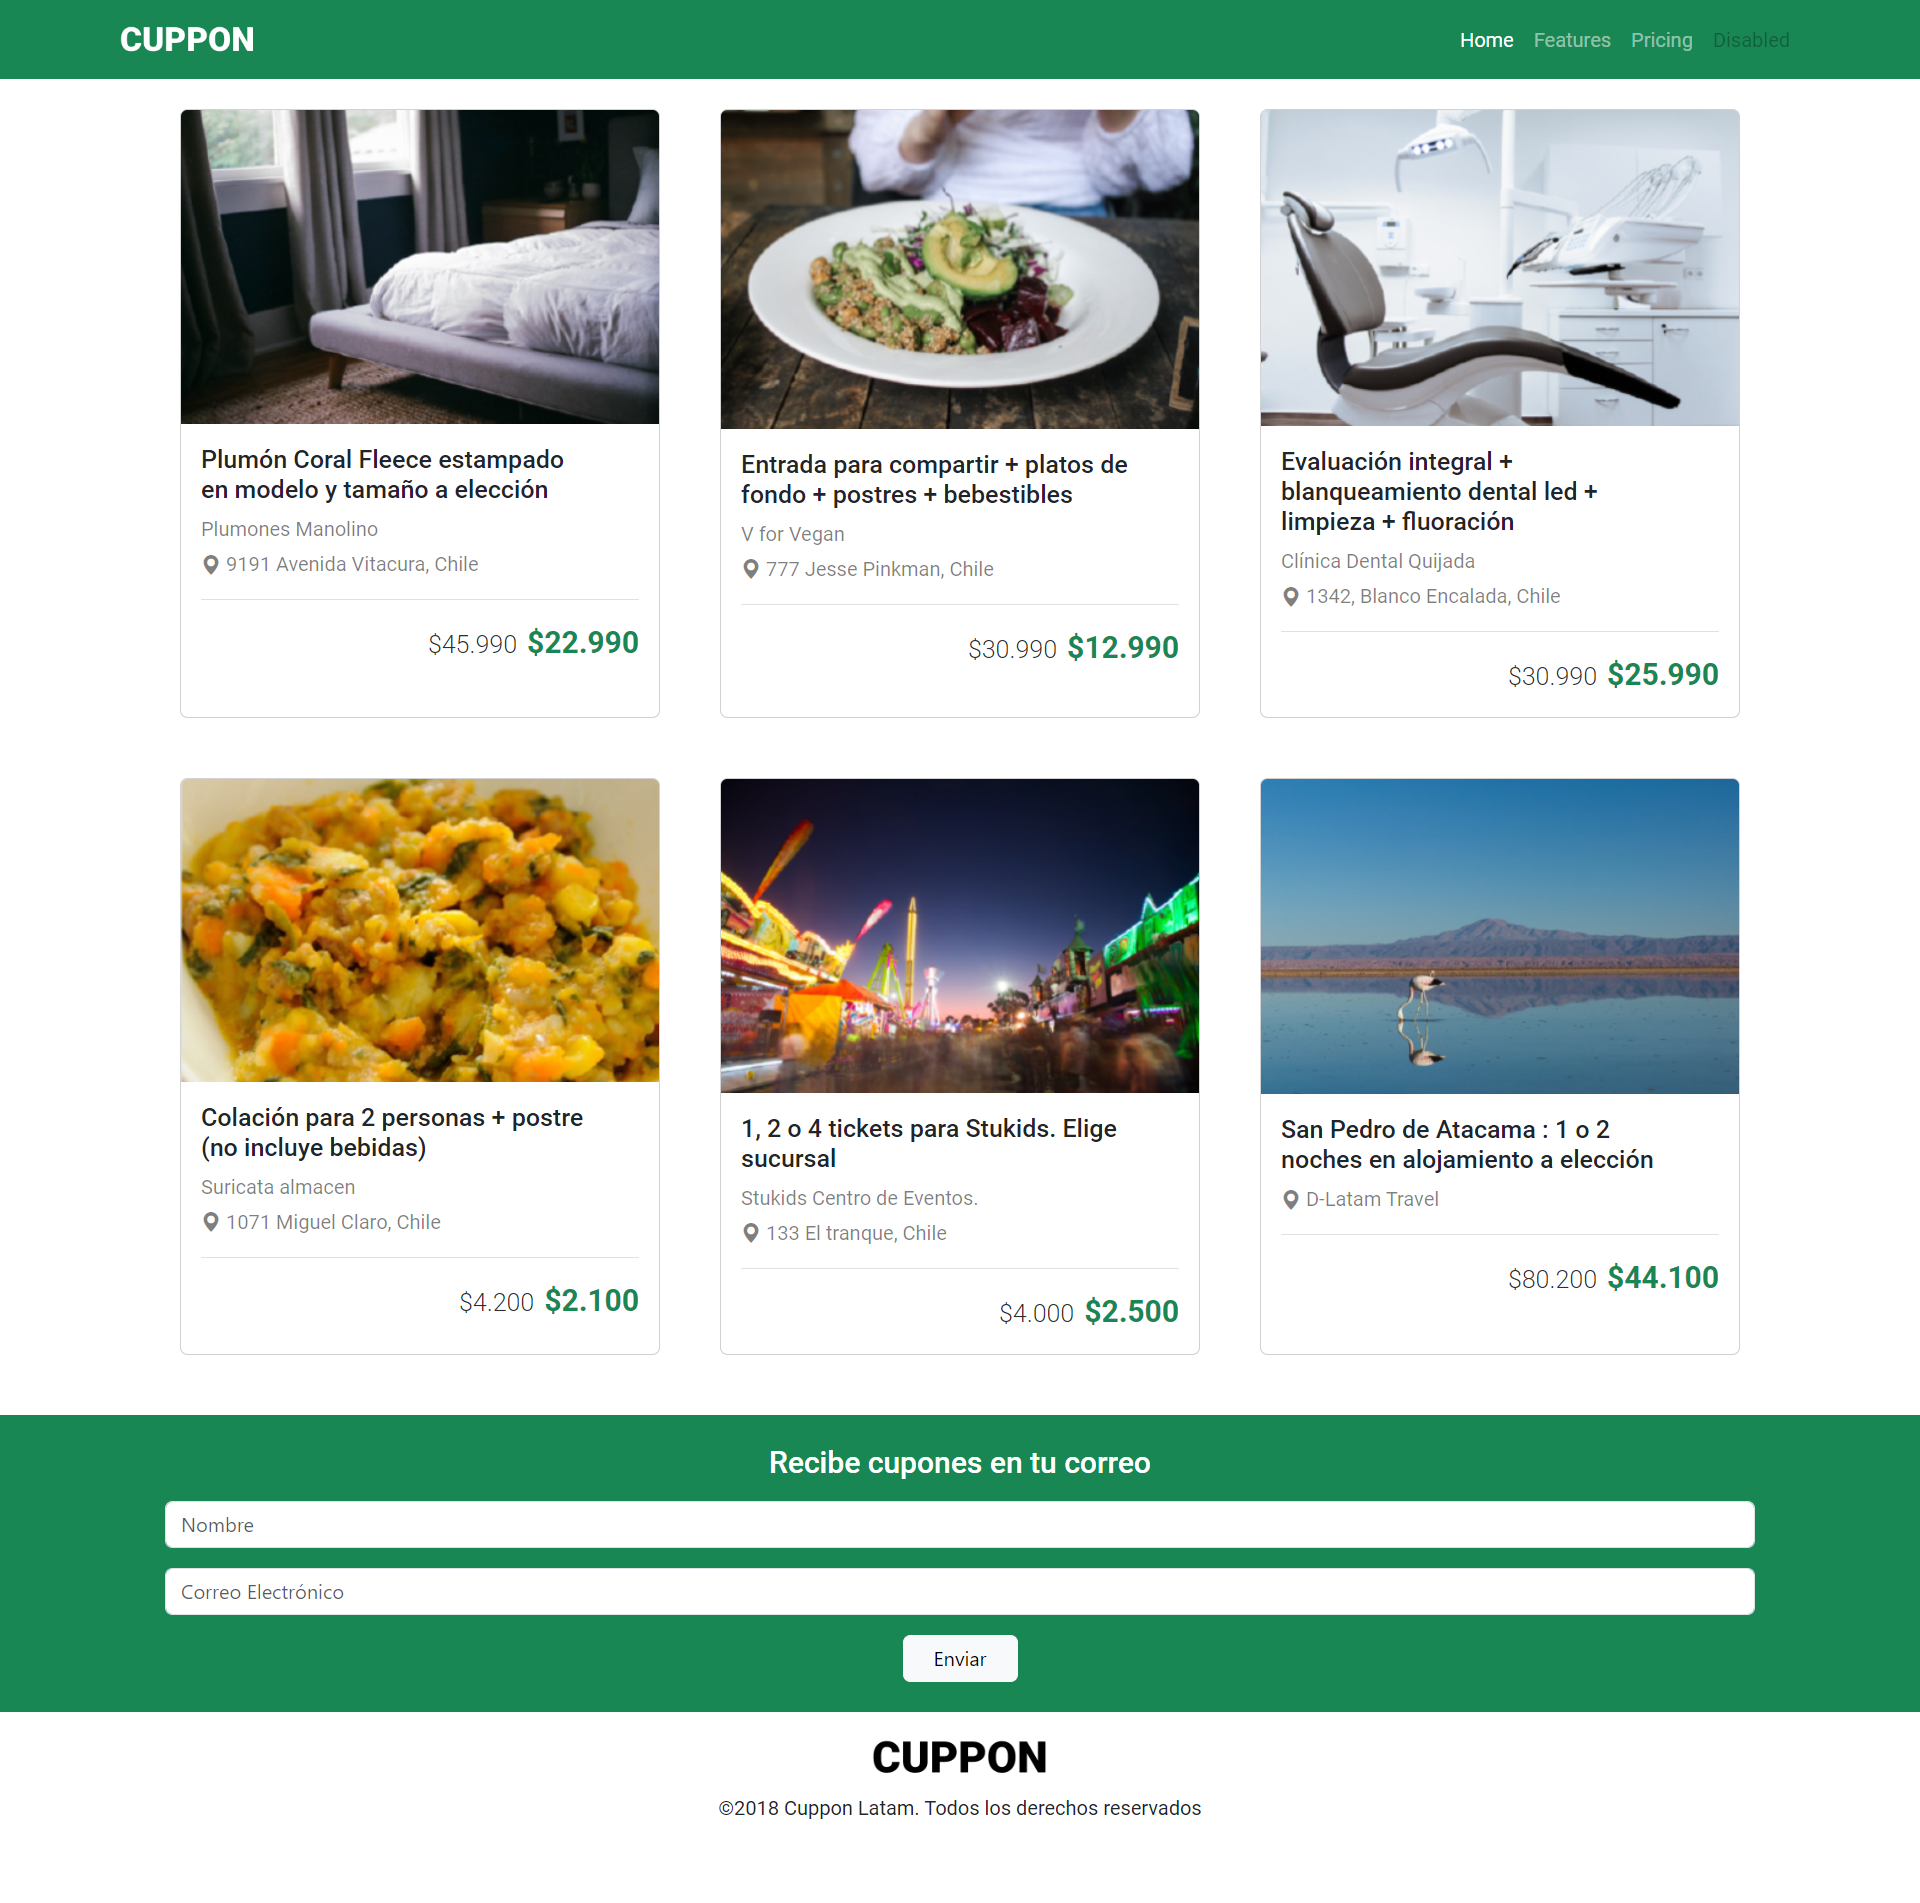 CUPPON
Home Features Pricing Disabled
Plumón Coral Fleece estampado
en modelo y tamaño a elección
Plumones Manolino
9191 Avenida Vitacura, Chile
$45.990 $22.990
Entrada para compartir + platos de
fondo + postres + bebestibles
V for Vegan
777 Jesse Pinkman, Chile
$30.990 $12.990
Evaluación integral +
blanqueamiento dental led +
limpieza + fluoración
Clínica Dental Quijada
1342, Blanco Encalada, Chile
$30.990 $25.990
Colación para 2 personas + postre
(no incluye bebidas)
Suricata almacen
1071 Miguel Claro, Chile
$4.200 $2.100
1, 2 o 4 tickets para Stukids. Elige
sucursal
Stukids Centro de Eventos.
133 El tranque, Chile
$4.000 $2.500
San Pedro de Atacama : 1 o 2
noches en alojamiento a elección
D-Latam Travel
$80.200 $44.100
Recibe cupones en tu correo
Nombre
Correo Electrónico
Enviar
CUPPON
©2018 Cuppon Latam. Todos los derechos reservados